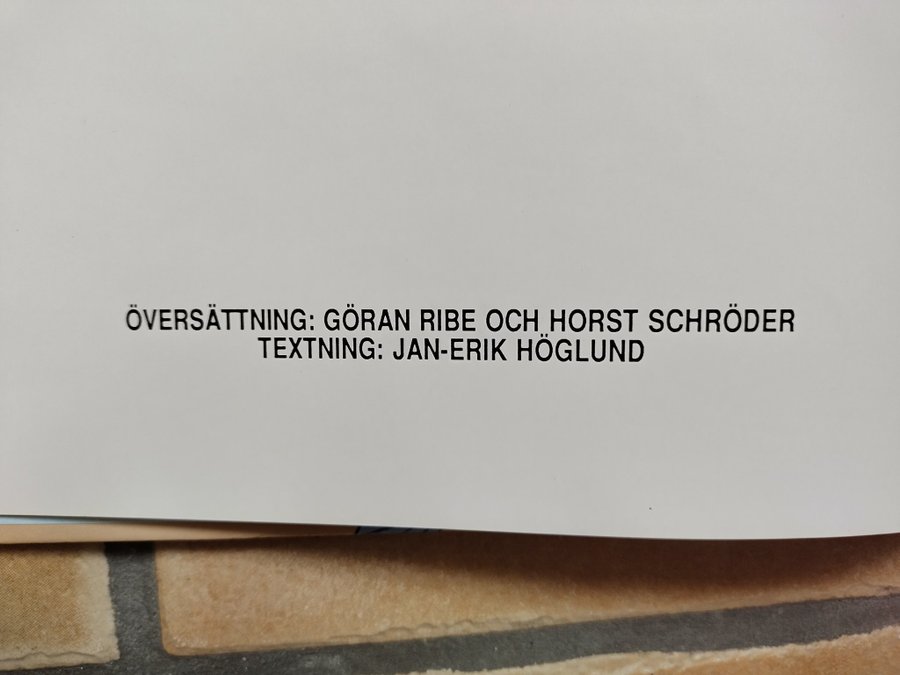 ÖVERSÄTTNING: GÖRAN RIBE OCH HORST SCHRÖDER
TEXTNING: JAN-ERIK HÖGLUND